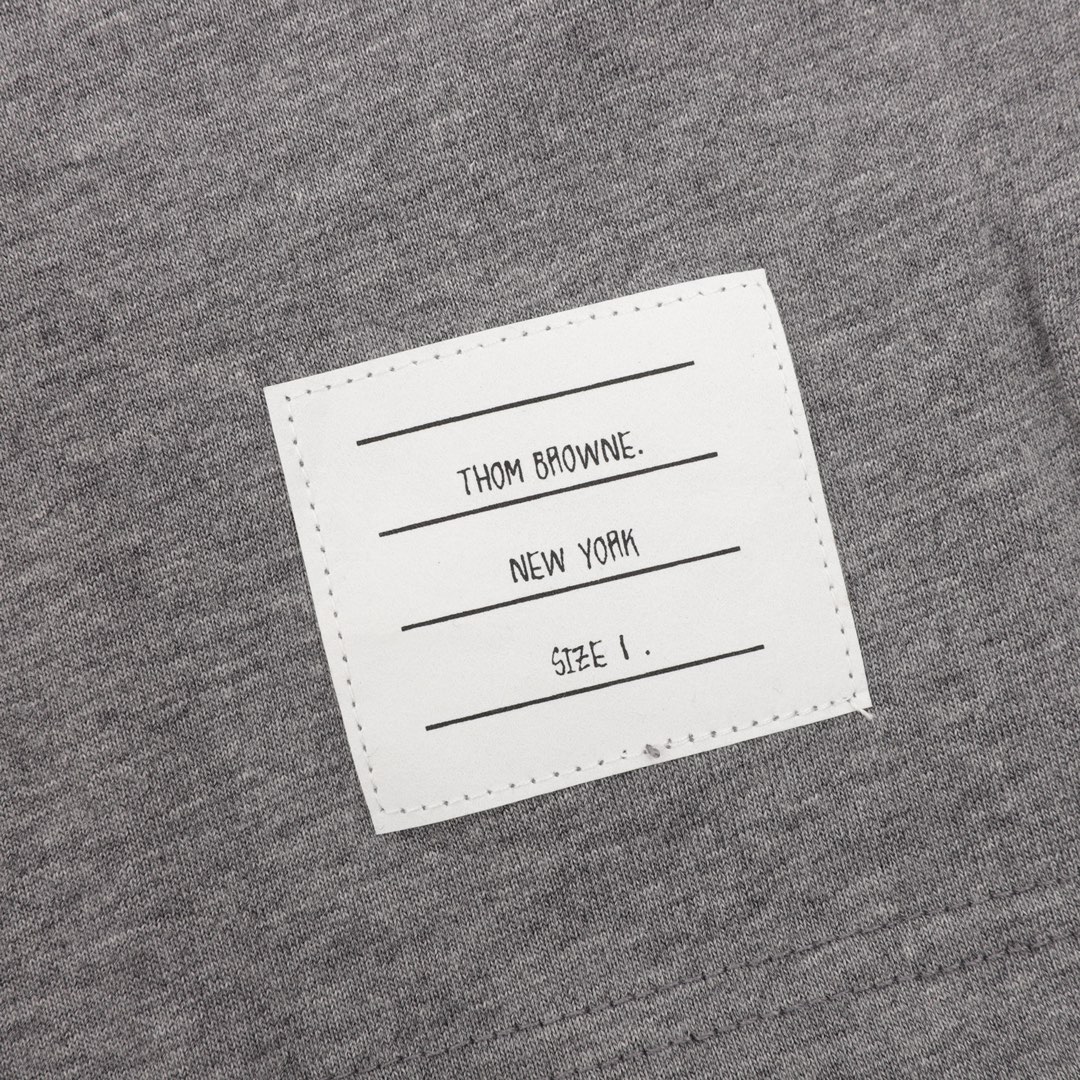 THOM BROWNE.
NEW YORK
SIZE 1 .